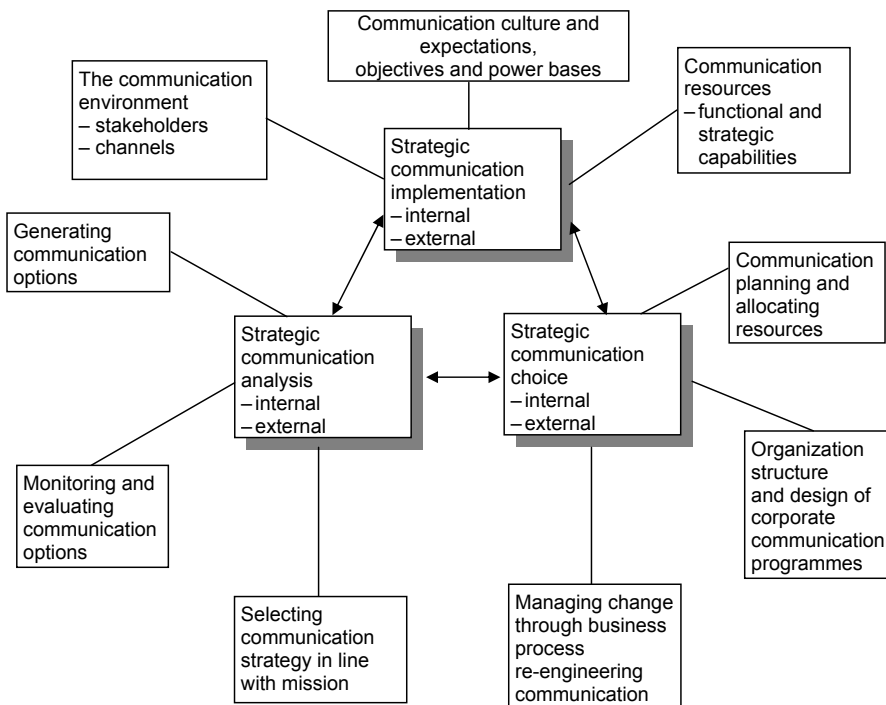 Communication culture and
expectations,
objectives and power bases
The communication
environment
– stakeholders
– channels
Communication
resources
– functional and
strategic
capabilities
Strategic
communication
implementation
– internal
– external
Generating
communication
options
Communication
planning and
allocating
resources
Strategic
communication
analysis
– internal
– external
Strategic
communication
choice
– internal
– external
Monitoring and
evaluating
communication
options
Organization
structure
and design of
corporate
communication
programmes
Selecting
communication
strategy in line
with mission
Managing change
through business
process
re-engineering
communication